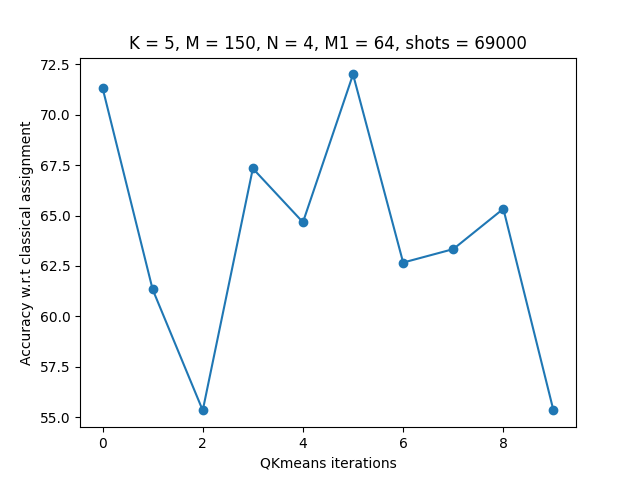 K = 5, M = 150, N = 4, M1 = 64, shots = 69000
Accuracy w.r.t classical assignment
72.5
70.0
67.5
65.0
62.5
60.0
57.5
55.0
0 2 4 6 8
QKmeans iterations